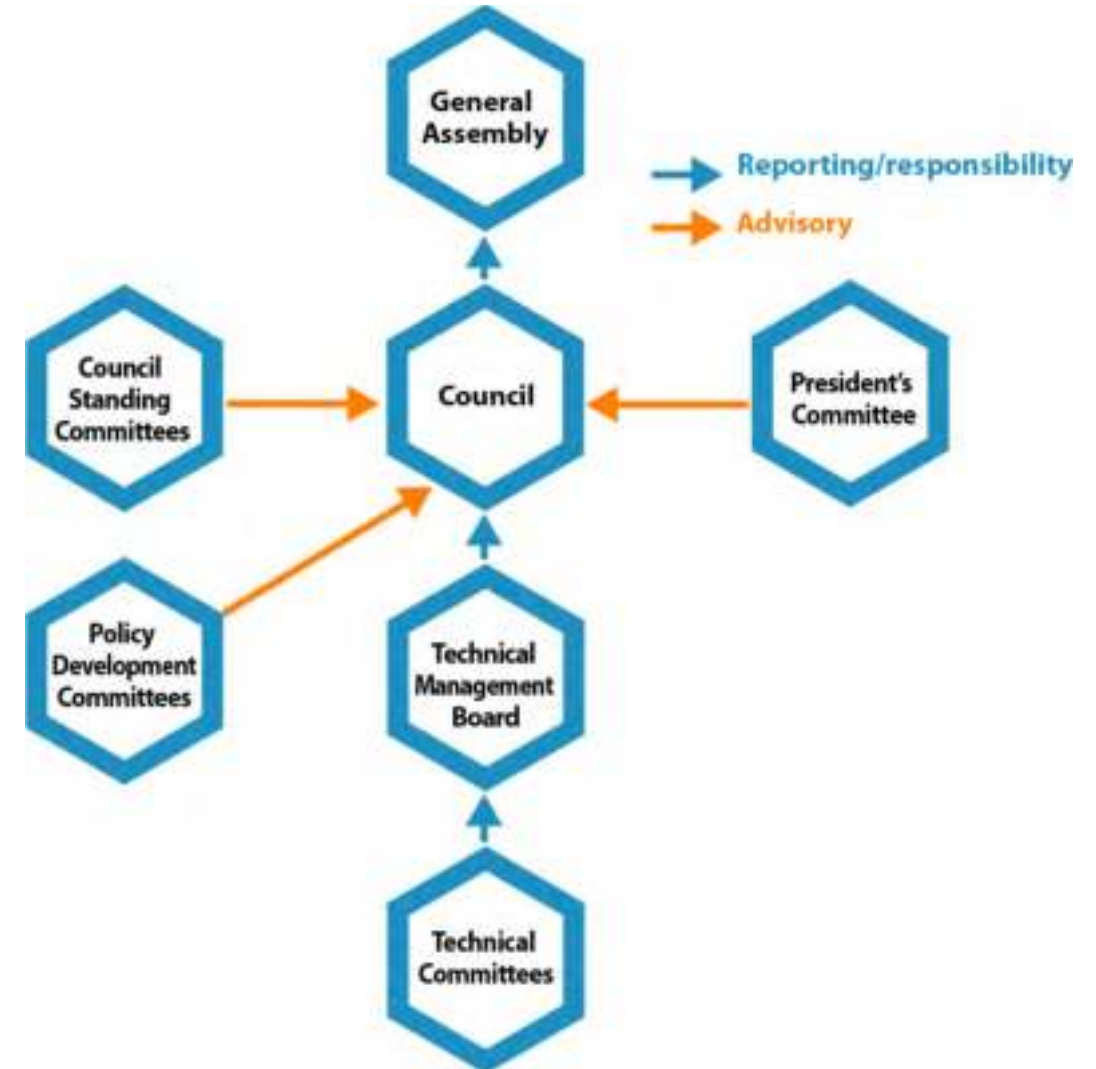 General
Assembly
Reporting/responsibility
Advisory
Council
Standing
Committees
Council
President's
Committee
Policy
Development
Committees
Technical
Management
Board
Technical
Committees